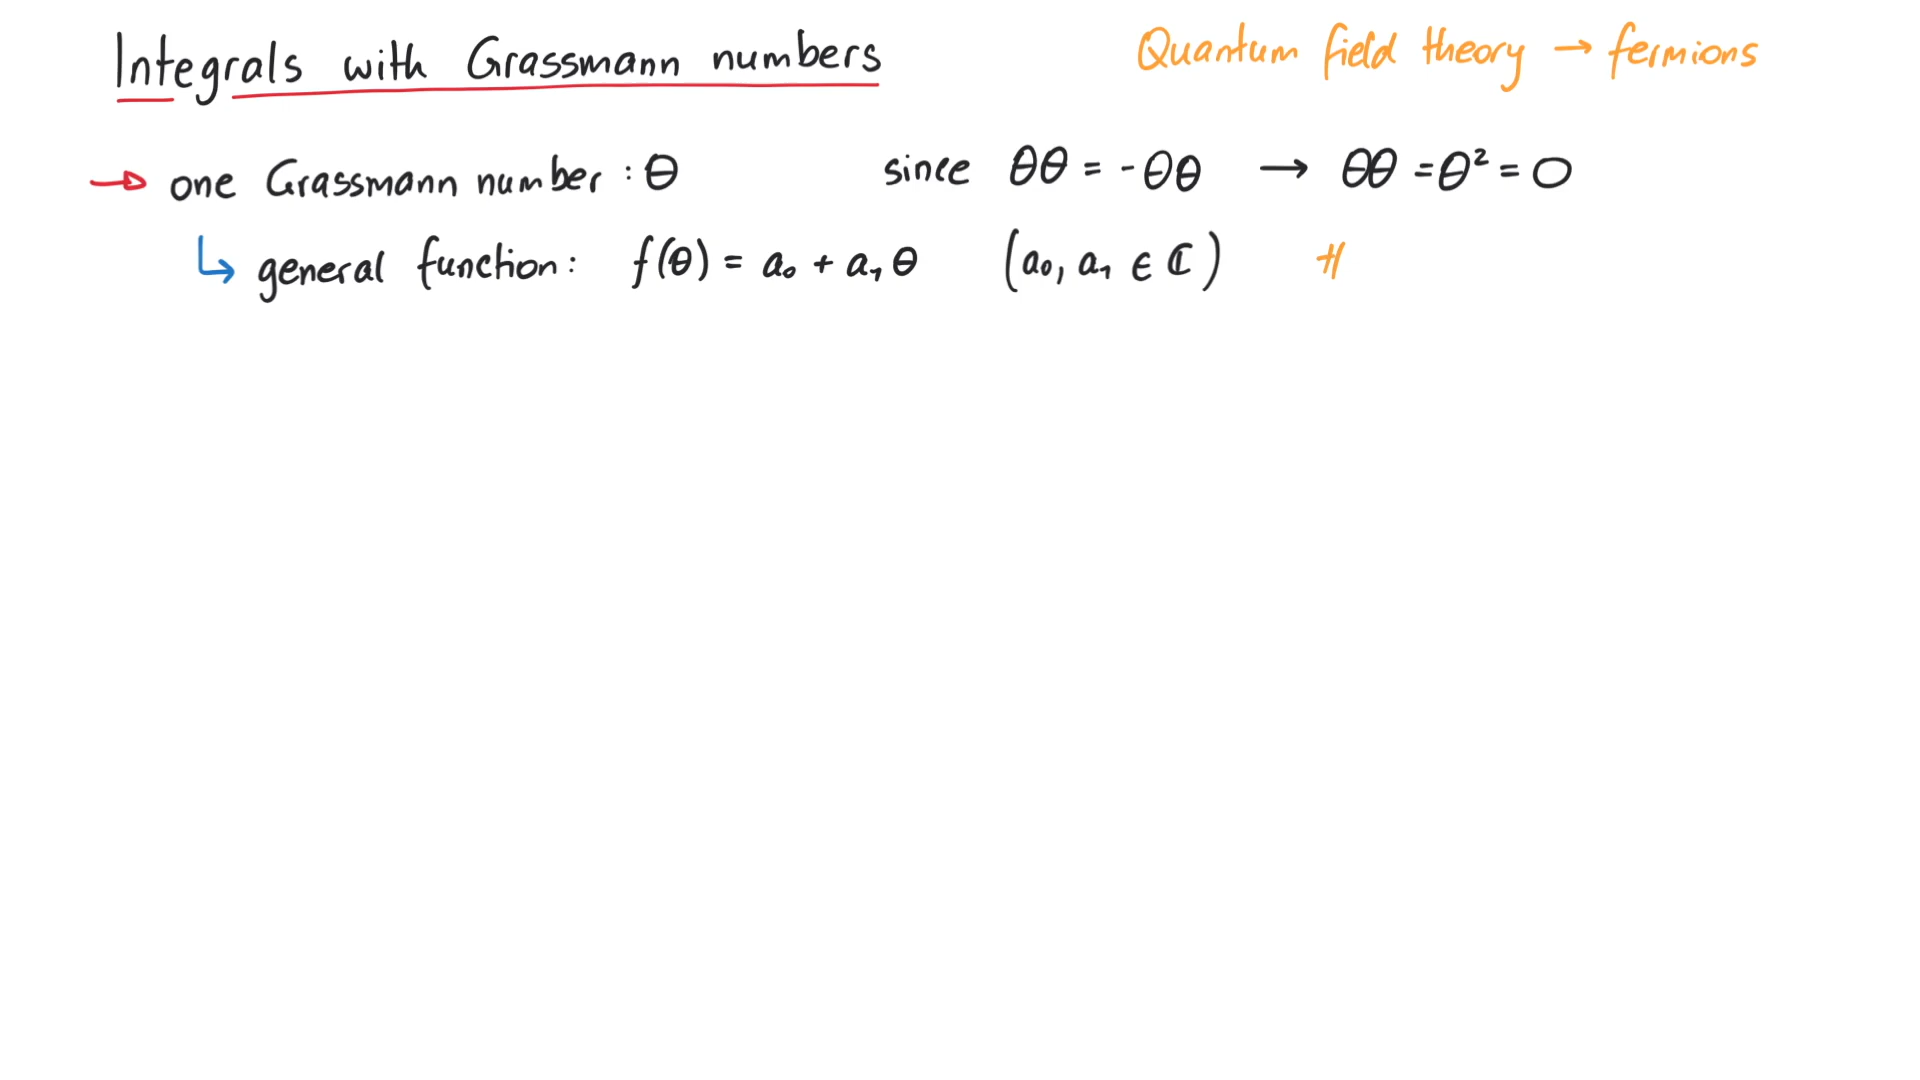 Integrals with Grassmann numbers
Quantum field theory → fermions
→ one Grassmann number : θ since θθ = - θθ → θθ = θ² = 0
↳ general function: f(θ) = a₀ + a₁ θ (a₀, a₁ ∈ ℂ)